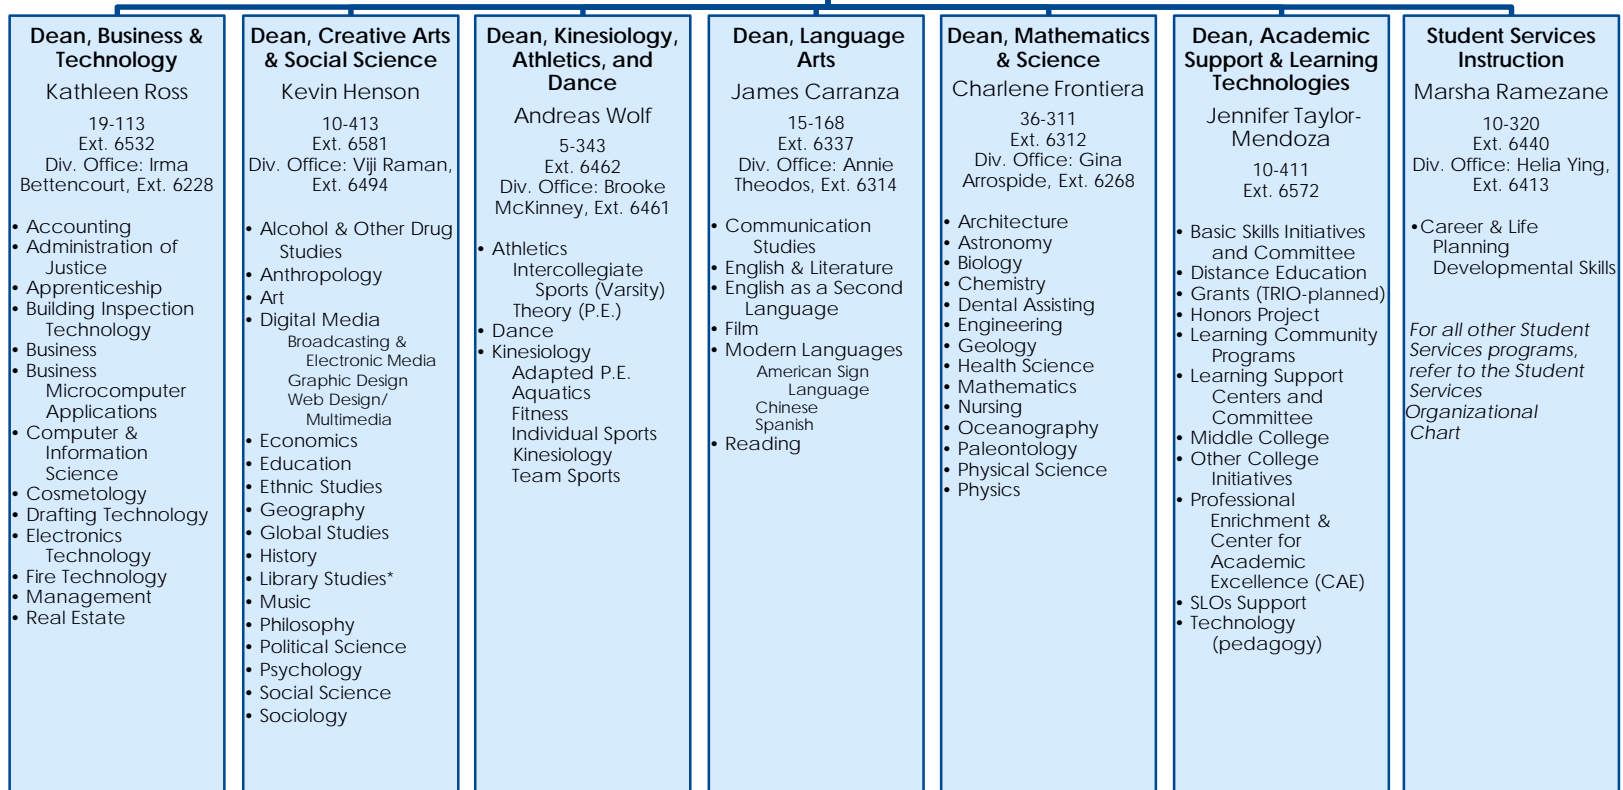 Dean, Business &
Technology
Kathleen Ross
19-113
Ext. 6532
Div. Office: Irma
Bettencourt, Ext. 6228
• Accounting
• Administration of
Justice
• Apprenticeship
• Building Inspection
Technology
• Business
• Business
Microcomputer
Applications
• Computer &
Information
Science
• Cosmetology
• Drafting Technology
• Electronics
Technology
• Fire Technology
• Management
• Real Estate
Dean, Creative Arts
& Social Science
Kevin Henson
10-413
Ext. 6581
Div. Office: Viji Raman,
Ext. 6494
• Alcohol & Other Drug
Studies
• Anthropology
• Art
• Digital Media
Broadcasting &
Electronic Media
Graphic Design
Web Design/
Multimedia
• Economics
• Education
• Ethnic Studies
• Geography
• Global Studies
• History
• Library Studies*
• Music
• Philosophy
• Political Science
• Psychology
• Social Science
• Sociology
Dean, Kinesiology,
Athletics, and
Dance
Andreas Wolf
5-343
Ext. 6462
Div. Office: Brooke
McKinney, Ext. 6461
• Athletics
Intercollegiate
Sports (Varsity)
Theory (P.E.)
• Dance
• Kinesiology
Adapted P.E.
Aquatics
Fitness
Individual Sports
Kinesiology
Team Sports
Dean, Language
Arts
James Carranza
15-168
Ext. 6337
Div. Office: Annie
Theodos, Ext. 6314
• Communication
Studies
• English & Literature
• English as a Second
Language
• Film
• Modern Languages
American Sign
Language
Chinese
Spanish
• Reading
Dean, Mathematics
& Science
Charlene Frontiera
36-311
Ext. 6312
Div. Office: Gina
Arrospide, Ext. 6268
• Architecture
• Astronomy
• Biology
• Chemistry
• Dental Assisting
• Engineering
• Geology
• Health Science
• Mathematics
• Nursing
• Oceanography
• Paleontology
• Physical Science
• Physics
Dean, Academic
Support & Learning
Technologies
Jennifer Taylor-
Mendoza
10-411
Ext. 6572
• Basic Skills Initiatives
and Committee
• Distance Education
• Grants (TRIO-planned)
• Honors Project
• Learning Community
Programs
• Learning Support
Centers and
Committee
• Middle College
• Other College
Initiatives
• Professional
Enrichment &
Center for
Academic
Excellence (CAE)
• SLOs Support
• Technology
(pedagogy)
Student Services
Instruction
Marsha Ramezane
10-320
Ext. 6440
Div. Office: Helia Ying,
Ext. 6413
• Career & Life
Planning
Developmental Skills
For all other Student
Services programs,
refer to the Student
Services
Organizational
Chart